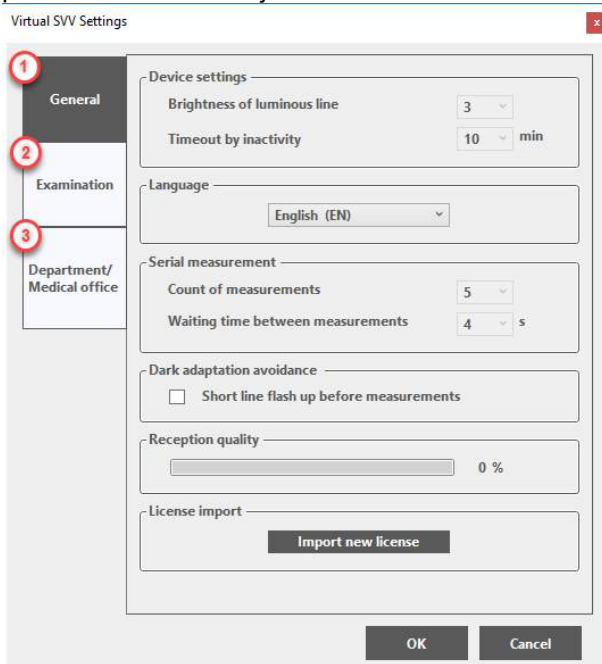 Virtual SVV Settings
x
1
General
2
Examination
3
Department/
Medical office
Device settings
Brightness of luminous line 3
Timeout by inactivity 10 min
Language
English (EN)
Serial measurement
Count of measurements 5
Waiting time between measurements 4 s
Dark adaptation avoidance
Short line flash up before measurements
Reception quality
0 %
License import
Import new license
OK Cancel